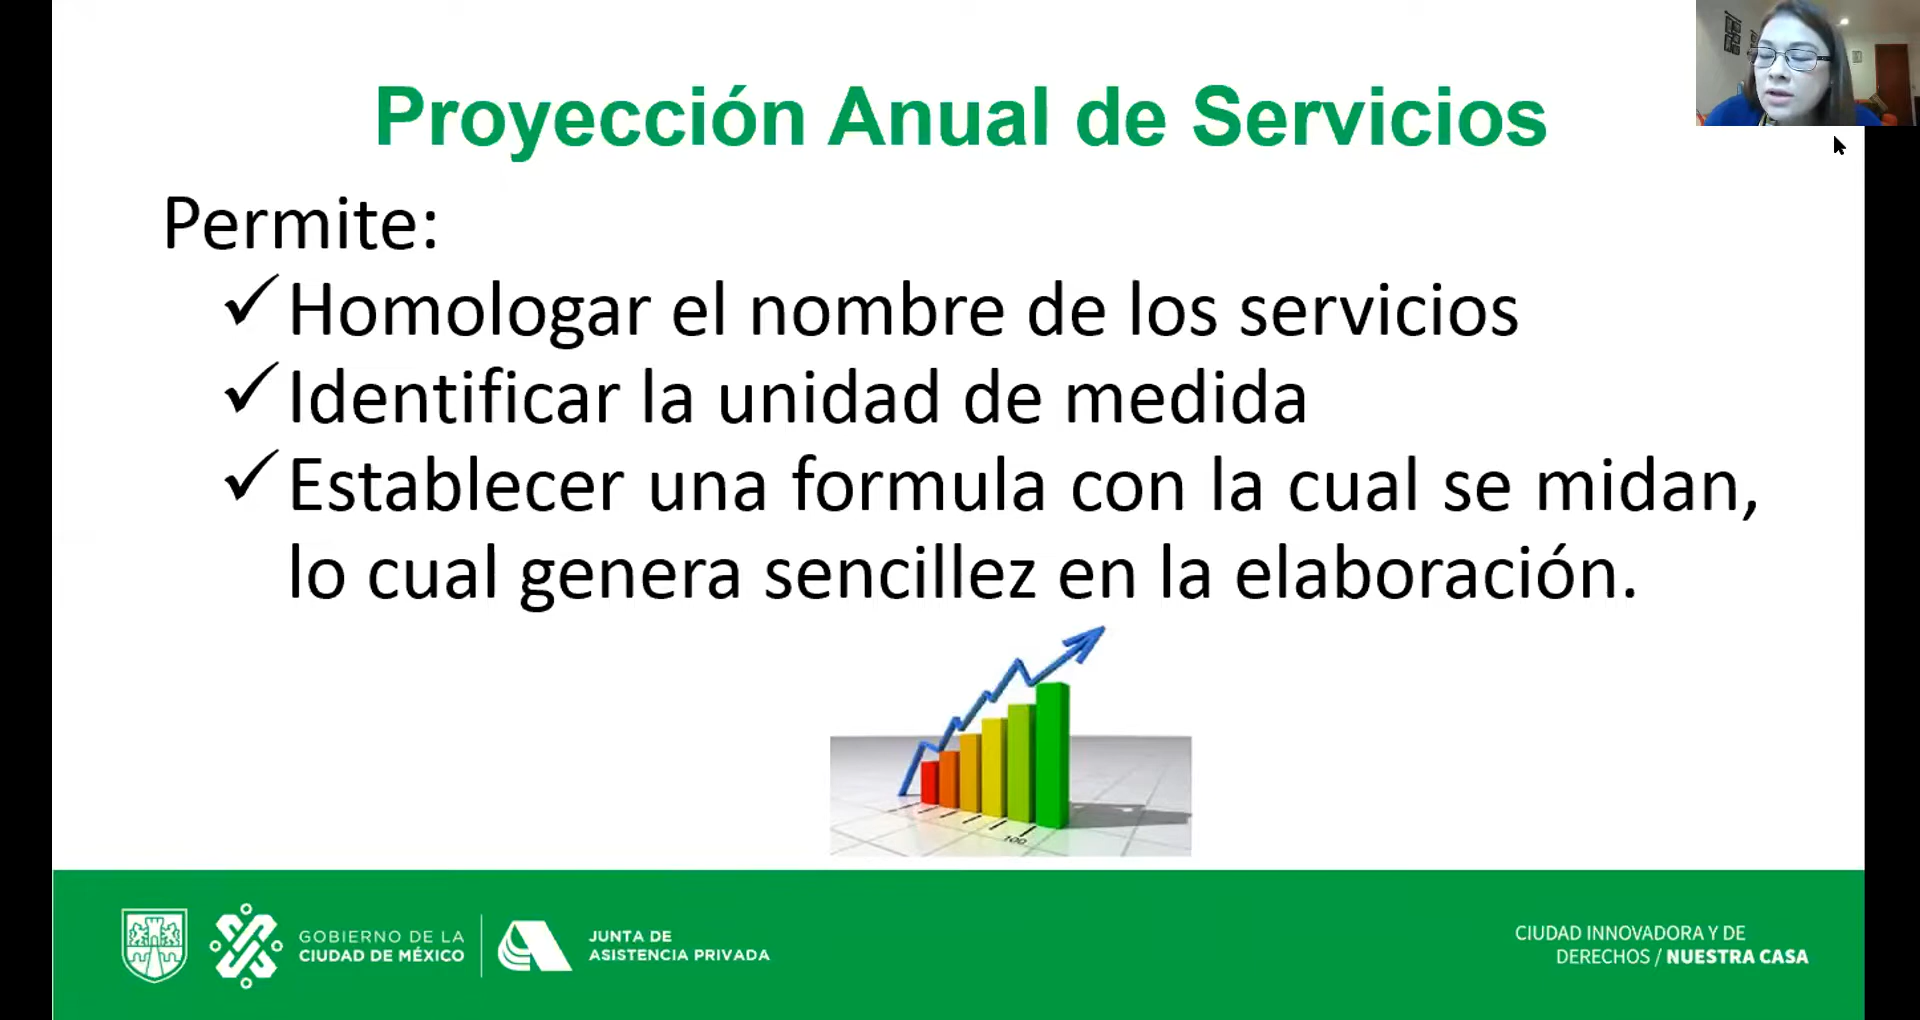 Proyección Anual de Servicios
Permite:
✓Homologar el nombre de los servicios
✓Identificar la unidad de medida
✓Establecer una formula con la cual se midan,
lo cual genera sencillez en la elaboración.
100
GOBIERNO DE LA
CIUDAD DE MÉXICO
JUNTA DE
ASISTENCIA PRIVADA
CIUDAD INNOVADORA Y DE
DERECHOS / NUESTRA CASA